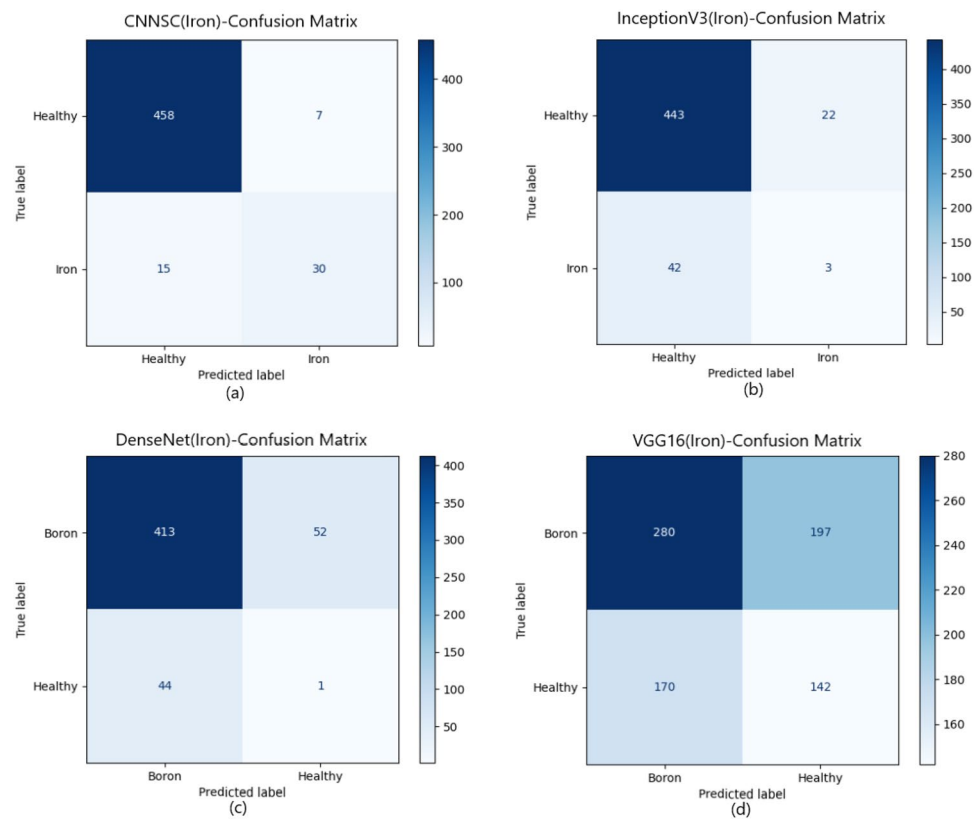 CNNSC(Iron)-Confusion Matrix
Healthy
458
7
Iron
15
30
True label
Healthy
Iron
Predicted label
400
300
200
100
(a)
InceptionV3(Iron)-Confusion Matrix
Healthy
443
22
Iron
42
3
True label
Healthy
Iron
Predicted label
400
350
300
250
200
150
100
50
(b)
DenseNet(Iron)-Confusion Matrix
Boron
413
52
Healthy
44
1
True label
Boron
Healthy
Predicted label
400
350
300
250
200
150
100
50
(c)
VGG16(Iron)-Confusion Matrix
Boron
280
197
Healthy
170
142
True label
Boron
Healthy
Predicted label
280
260
240
220
200
180
160
(d)